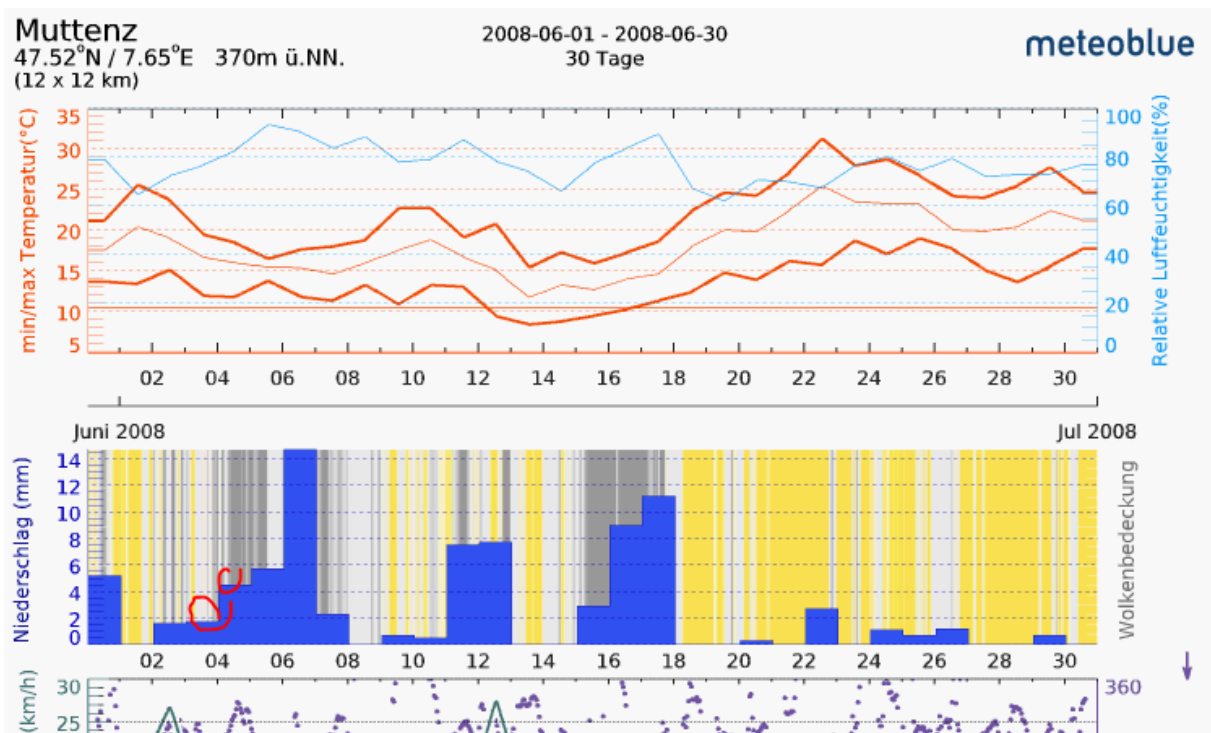 Muttenz
47.52°N / 7.65°E 370m ü.NN.
(12 x 12 km)
2008-06-01 - 2008-06-30
30 Tage
meteoblue
min/max Temperatur(°C)
35
30
25
20
15
10
5
100
80
60
40
20
0
Relative Luftfeuchtigkeit(%)
02 04 06 08 10 12 14 16 18 20 22 24 26 28 30
Juni 2008
Jul 2008
Niederschlag (mm)
14
12
10
8
6
4
2
0
Wolkenbedeckung
02 04 06 08 10 12 14 16 18 20 22 24 26 28 30
(km/h)
30
25
360